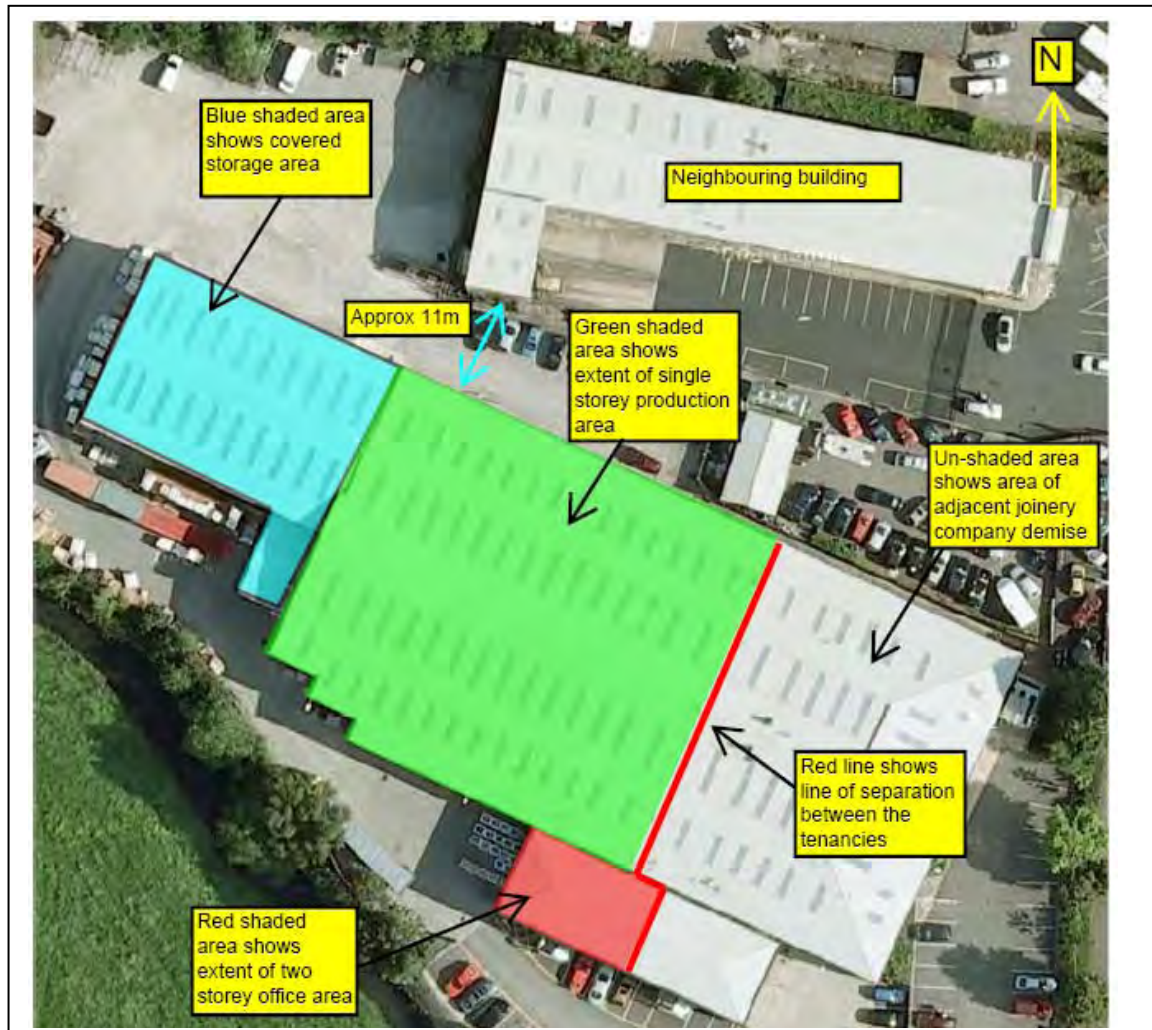 N
Blue shaded area
shows covered
storage area
Neighbouring building
Approx 11m
Green shaded
area shows
extent of single
storey production
area
Un-shaded area
shows area of
adjacent joinery
company demise
Red line shows
line of separation
between the
tenancies
Red shaded
area shows
extent of two
storey office area